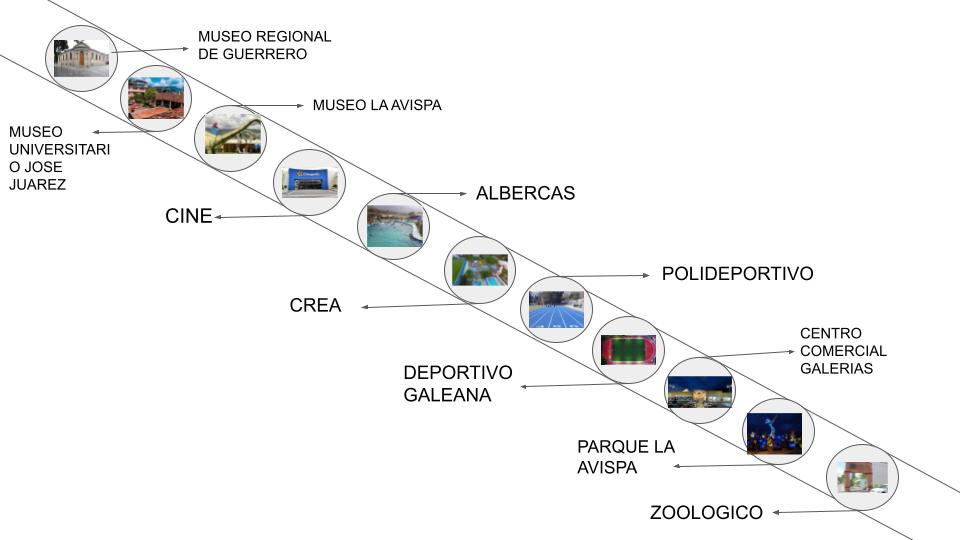 MUSEO REGIONAL
DE GUERRERO
MUSEO LA AVISPA
MUSEO
UNIVERSITARI
O JOSE
JUAREZ
ALBERCAS
CINE
POLIDEPORTIVO
CREA
CENTRO
COMERCIAL
GALERIAS
DEPORTIVO
GALEANA
PARQUE LA
AVISPA
ZOOLOGICO